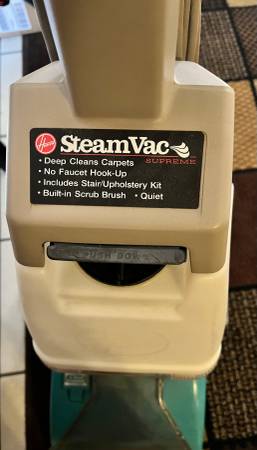 Hoover
SteamVac
SUPREME
• Deep Cleans Carpets
• No Faucet Hook-Up
• Includes Stair/Upholstery Kit
• Built-in Scrub Brush • Quiet
PUSH DOWN